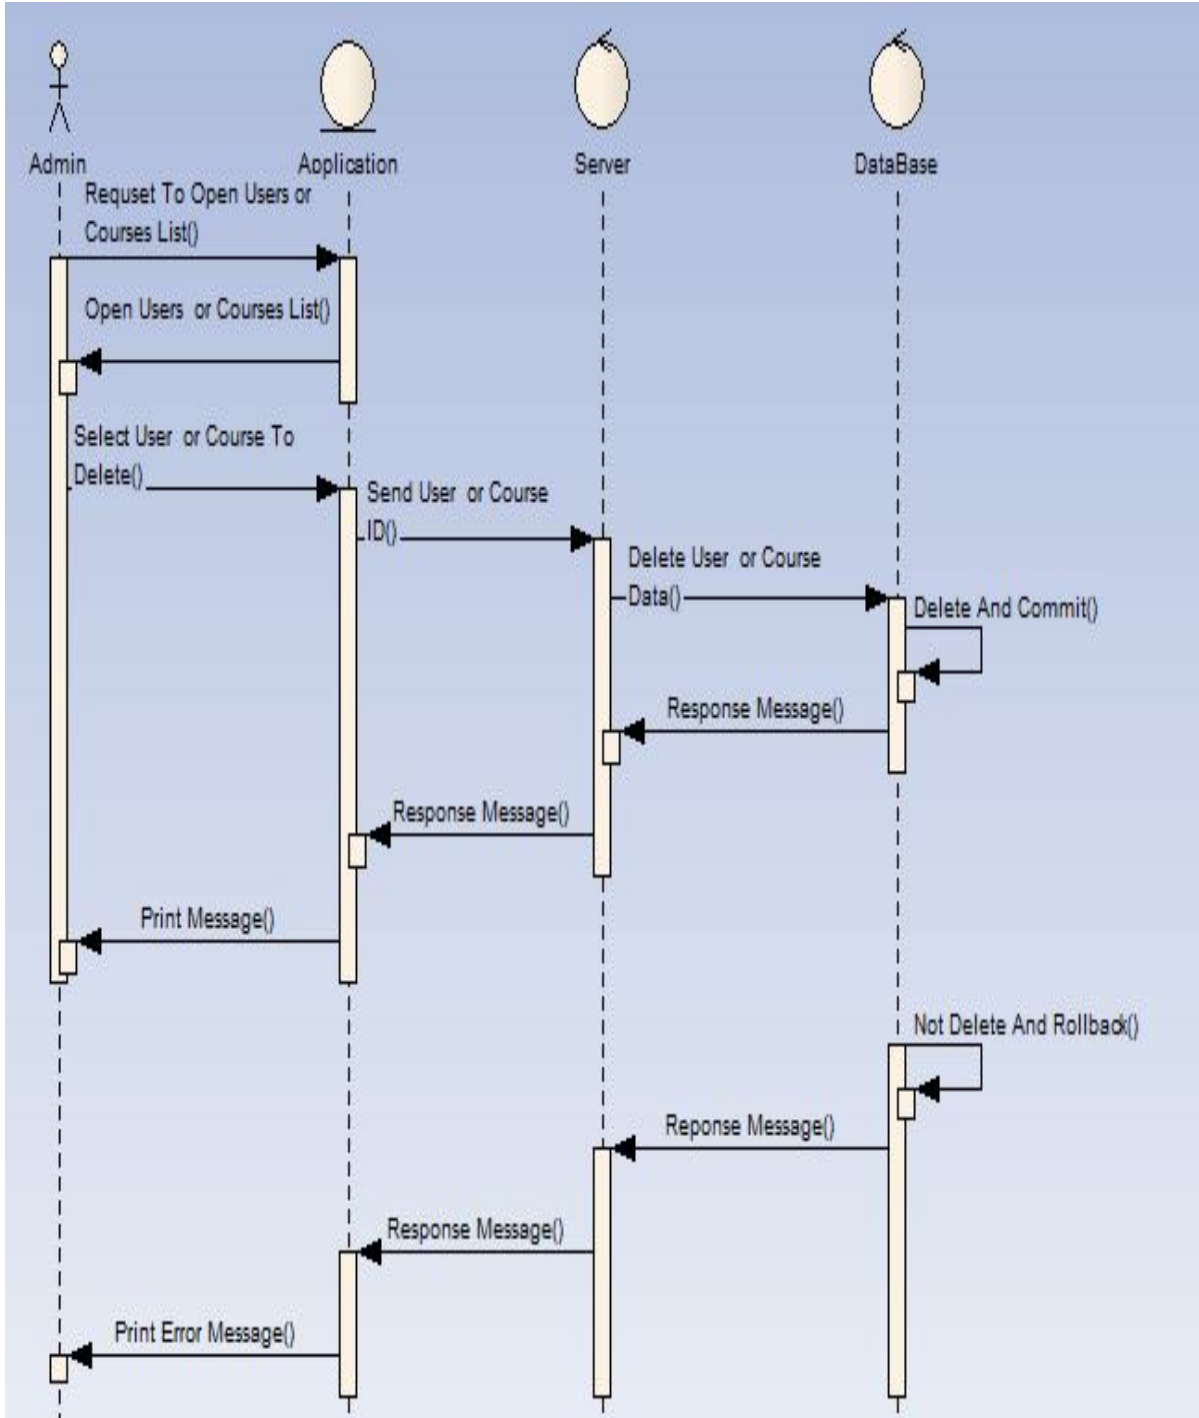 Admin
Application
Server
DataBase
Requset To Open Users or
Courses List()
Open Users or Courses List()
Select User or Course To
Delete()
Send User or Course
ID()
Delete User or Course
Data()
Delete And Commit()
Response Message()
Response Message()
Print Message()
Not Delete And Rollback()
Reponse Message()
Response Message()
Print Error Message()